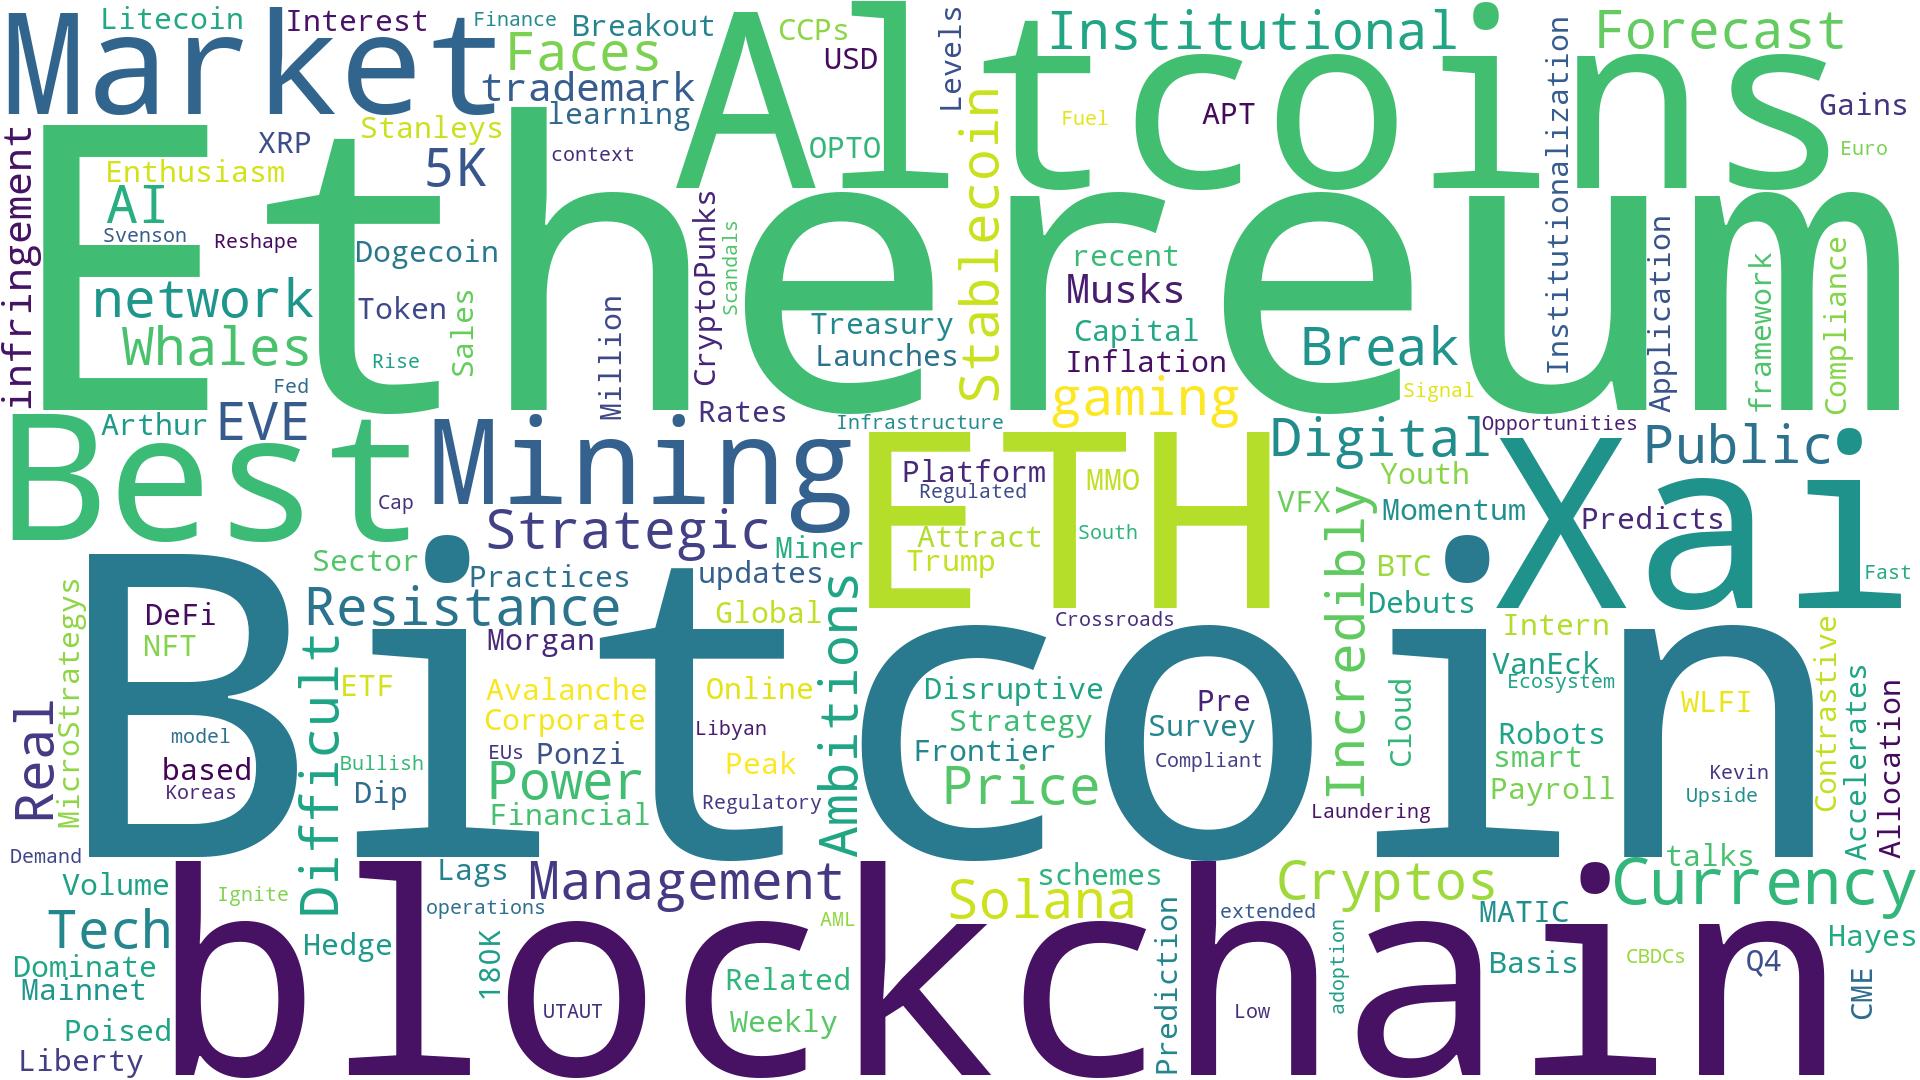 Market
Litecoin
Interest
Finance
Breakout
Faces
trademark
learning
CCPs
USD
Altcoins
Levels
Institutional
Institutionalization
Forecast
Gains
Euro
Fuel
APT
OPTO
Stablecoin
infringement
Ethereum
XRP
Stanleys
5K
context
Enthusiasm
AI
Svenson
Reshape
Dogecoin
network
Token
Whales
Rise
Sales
Fed
Million
CryptoPunks
Scandals
Treasury
Launches
recent
Musks
Capital
Inflation
gaming
Break
Signal
Application
framework
Compliance
Arthur
EVE
Rates
Infrastructure
Opportunities
Best
Cap
Mining
Strategic
Miner
ETH
Platform
Regulated
MMO
Attract
Trump
South
Digital
VFX
Youth
Momentum
BTC
Debuts
Xai
Predicts
Public
Fast
Sector
Practices
updates
Resistance
Global
Morgan
Crossroads
Intern
Bitcoin
DeFi
NFT
model
based
Koreas
MicroStrategys
Real
Difficult
ETF
Bullish
Dip
Avalanche
Corporate
EUs
Ponzi
Power
Financial
Online
Libyan
Peak
Regulatory
Ambitions
Disruptive
Strategy
Frontier
Price
Pre
Survey
Compliant
Incredibly
Cloud
Laundering
VanEck
Ecosystem
Robots
smart
Payroll
WLFI
Kevin
Upside
Contrastive
Accelerates
Allocation
Demand
Volume
Ignite
Lags
operations
Management
AML
Solana
schemes
Cryptos
talks
Currency
blockchain
Tech
Dominate
Mainnet
Poised
Liberty
Hedge
180K
UTAUT
Related
Weekly
Prediction
extended
Low
adoption
MATIC
Basis
CBDCs
Q4
Hayes
CME